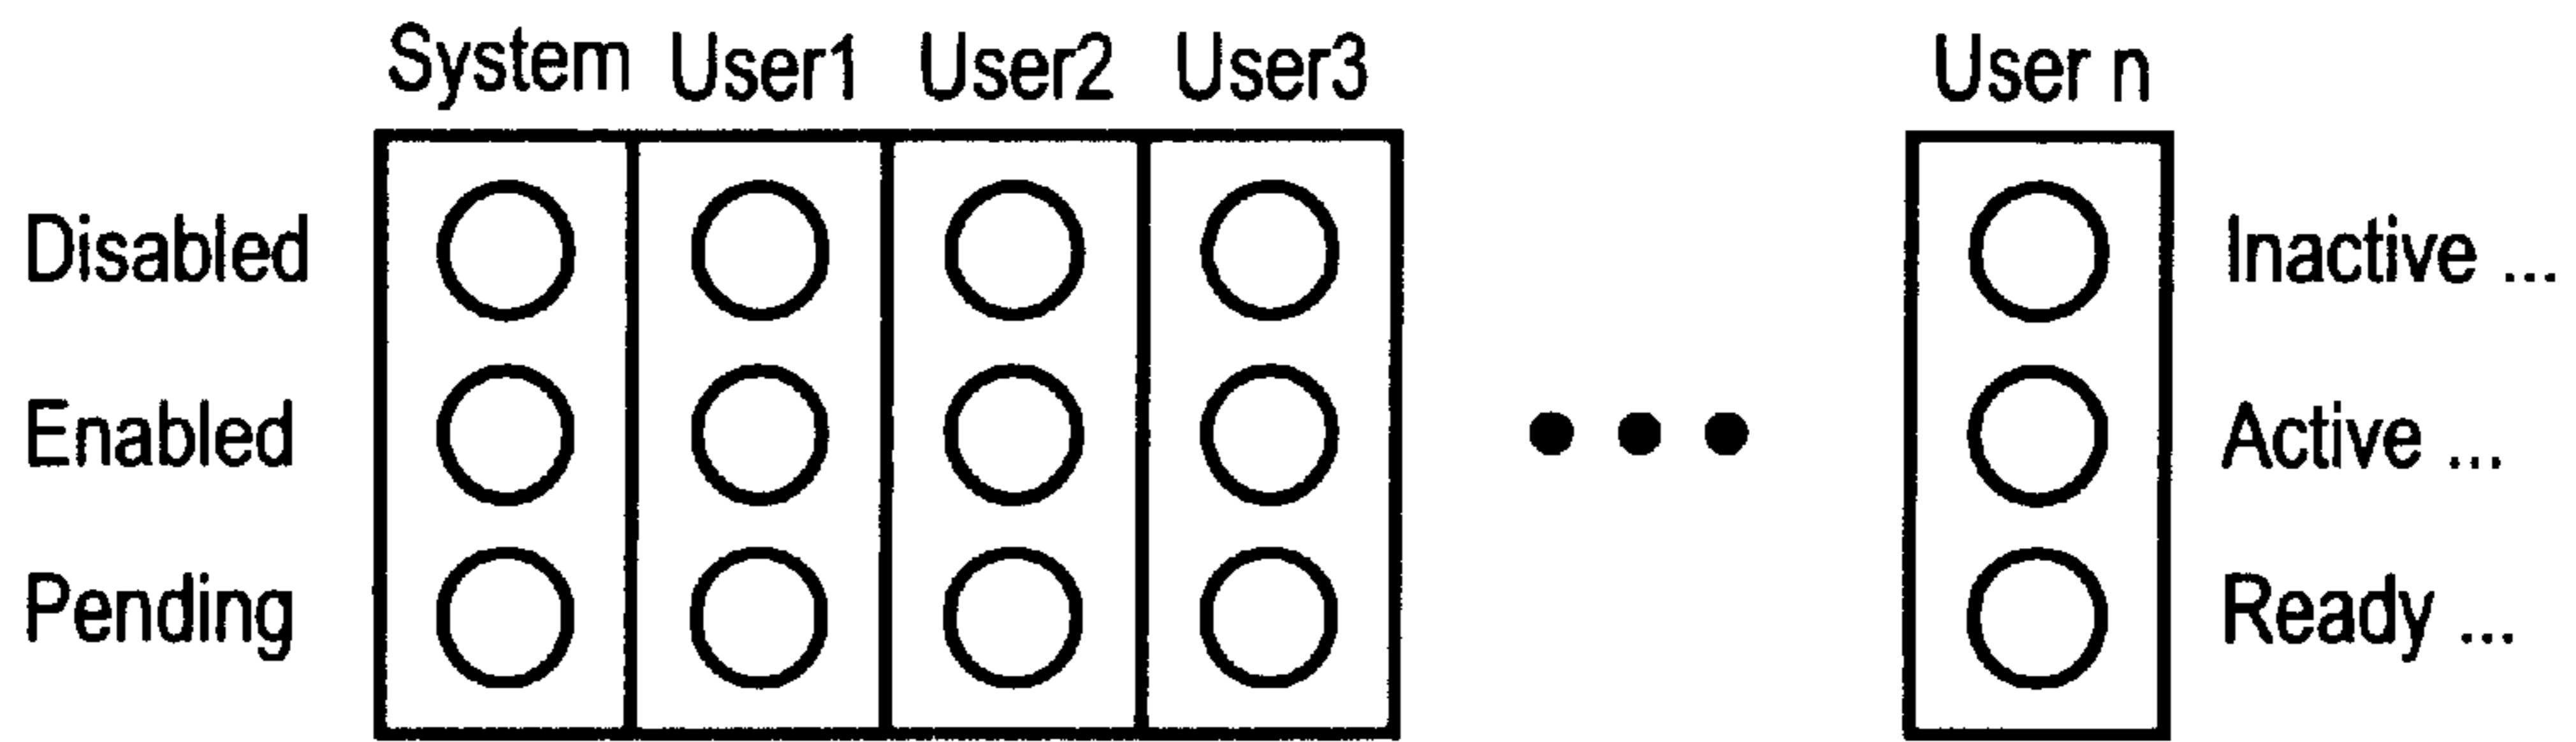 System User1 User2 User3 User n
Disabled Inactive ...
Enabled Active ...
Pending Ready ...